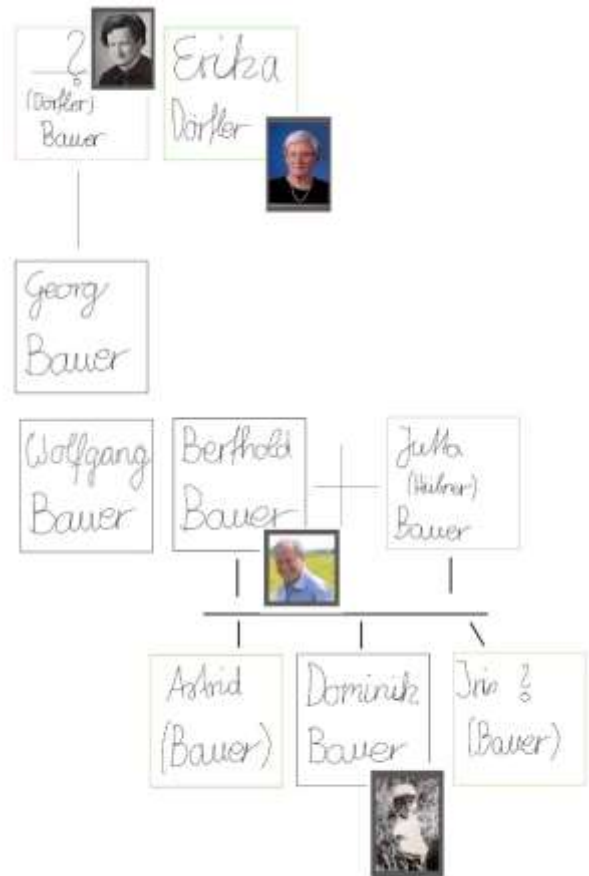 ?
(Dörfler)
Bauer
Erika
Dörfler
Georg
Bauer
Wolfgang
Bauer
Berthold
Bauer
Jutta
(Hübner)
Bauer
Astrid
(Bauer)
Dominik
Bauer
Iris ?
(Bauer)